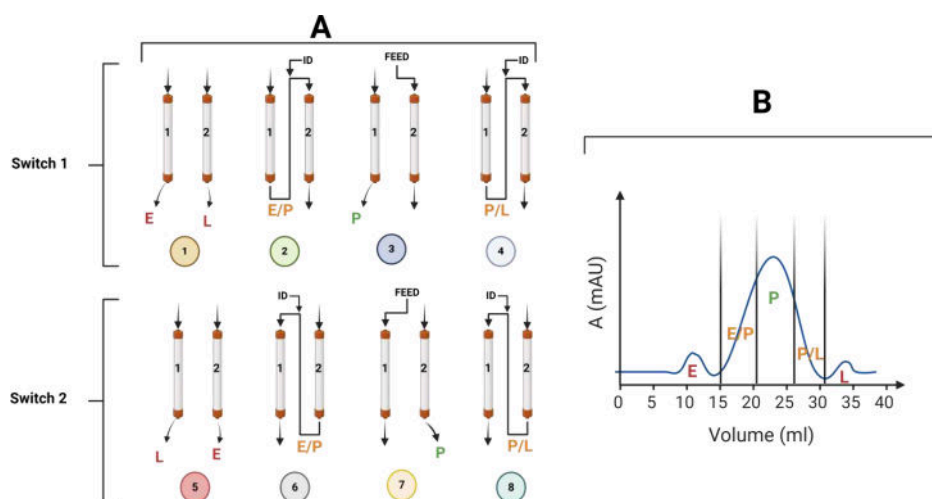 A
B
ID
FEED
ID
1
2
1
2
1
2
1
2
Switch 1
E
L
E/P
P
P/L
1
2
3
4
ID
FEED
ID
1
2
1
2
1
2
1
2
Switch 2
L
E
E/P
P
P/L
5
6
7
8
A (mAU)
E
E/P
P
P/L
L
0 5 10 15 20 25 30 35 40
Volume (ml)